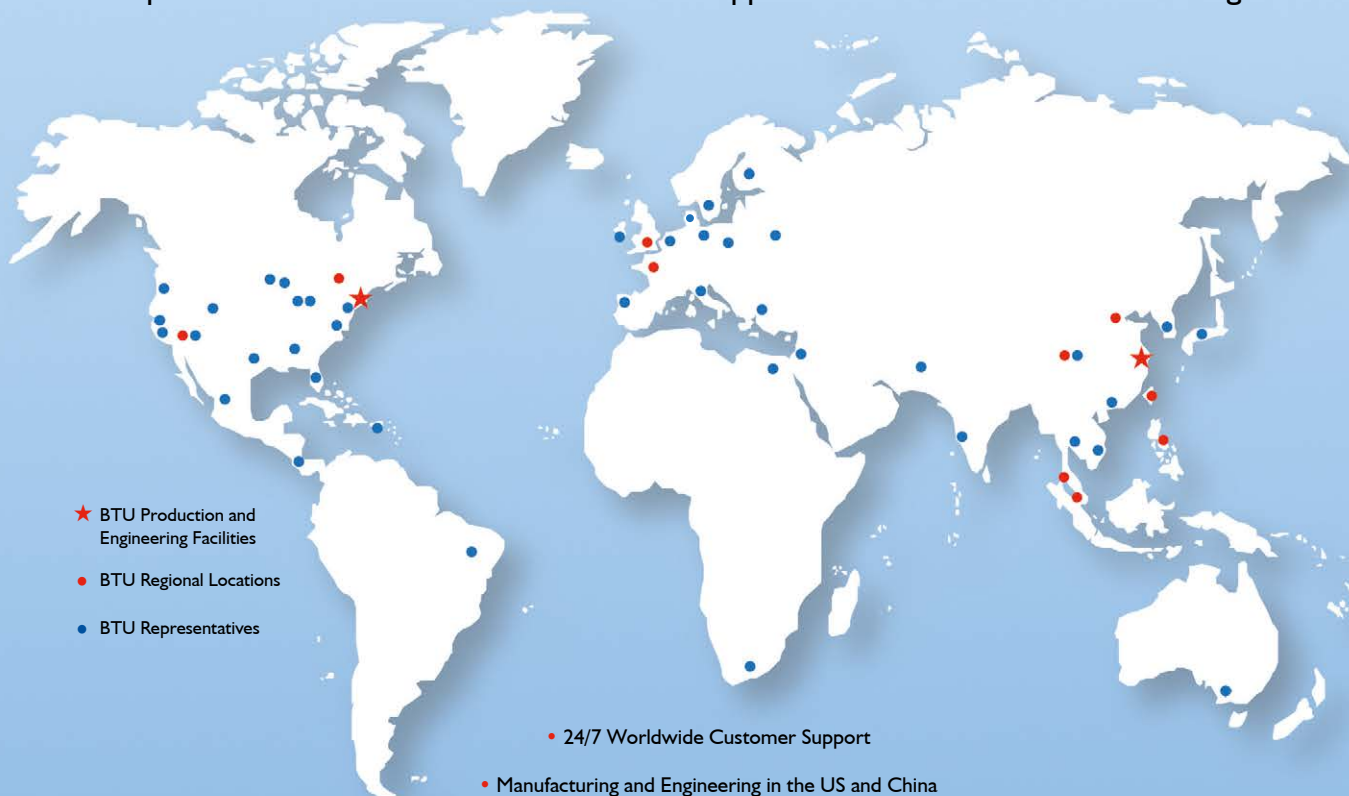 BTU Production and
Engineering Facilities
BTU Regional Locations
BTU Representatives
• 24/7 Worldwide Customer Support
• Manufacturing and Engineering in the US and China